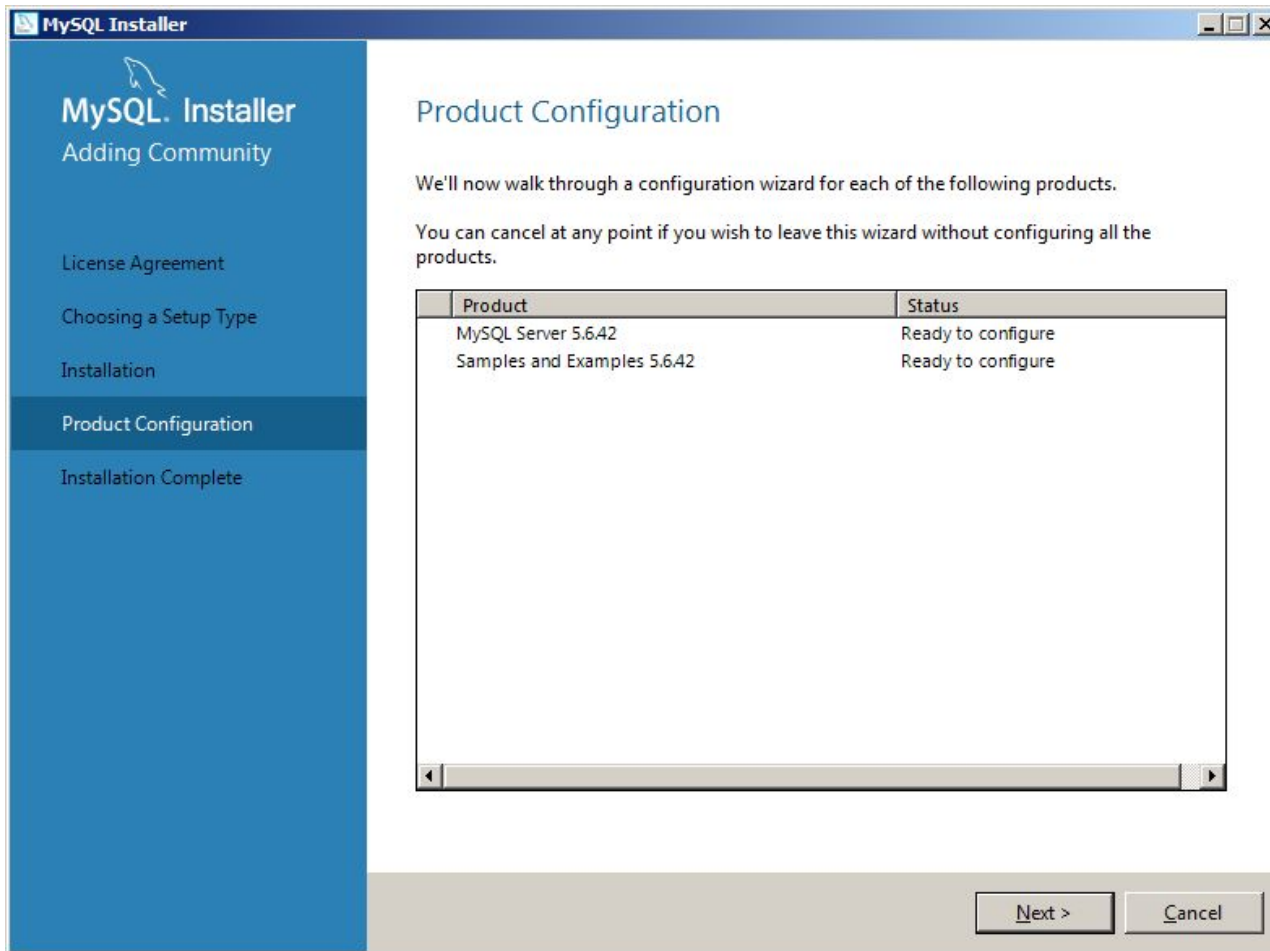 MySQL Installer
MySQL. Installer
Adding Community
License Agreement
Choosing a Setup Type
Installation
Product Configuration
Installation Complete
Product Configuration
We'll now walk through a configuration wizard for each of the following products.
You can cancel at any point if you wish to leave this wizard without configuring all the
products.
Product Status
MySQL Server 5.6.42 Ready to configure
Samples and Examples 5.6.42 Ready to configure
Next > Cancel